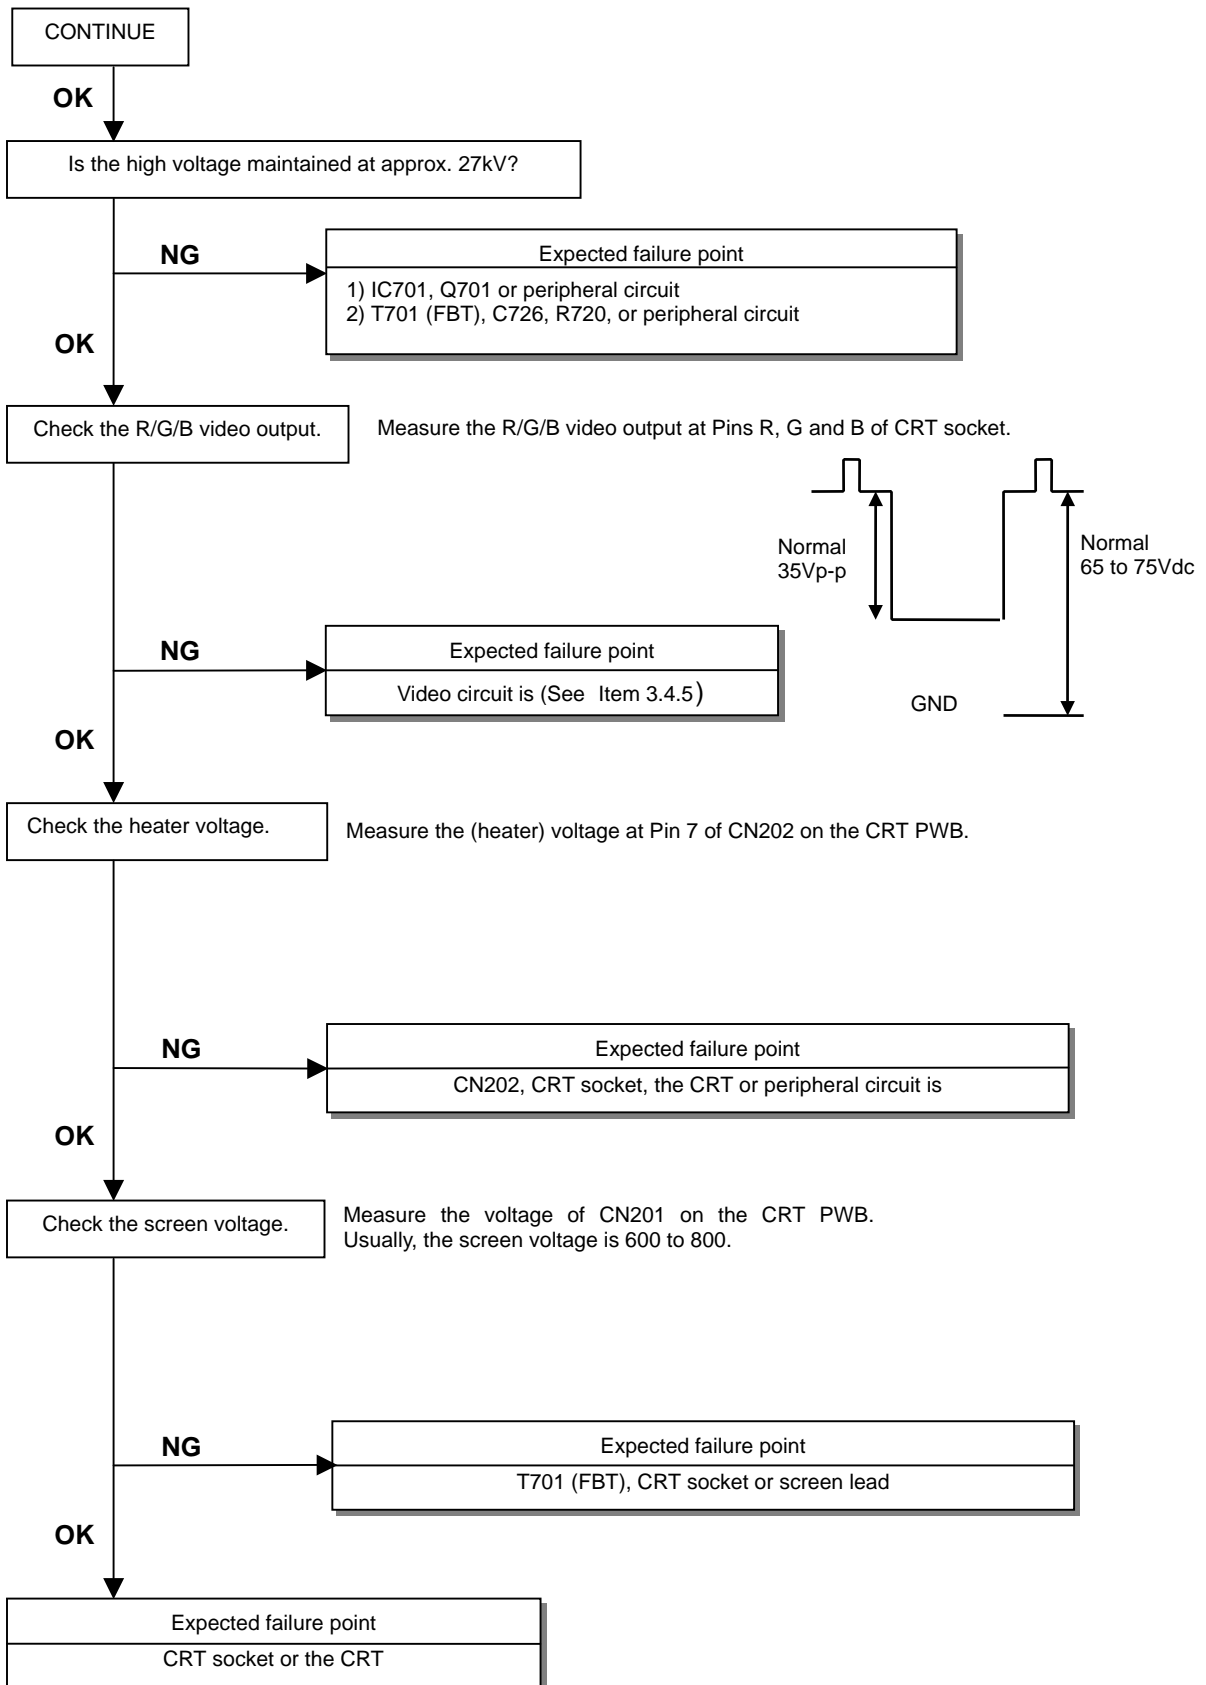 CONTINUE
OK
Is the high voltage maintained at approx. 27kV?
NG
Expected failure point
1) IC701, Q701 or peripheral circuit
2) T701 (FBT), C726, R720, or peripheral circuit
OK
Check the R/G/B video output.
Measure the R/G/B video output at Pins R, G and B of CRT socket.
Normal
35Vp-p
Normal
65 to 75Vdc
GND
NG
Expected failure point
Video circuit is (See Item 3.4.5)
OK
Check the heater voltage.
Measure the (heater) voltage at Pin 7 of CN202 on the CRT PWB.
NG
Expected failure point
CN202, CRT socket, the CRT or peripheral circuit is
OK
Check the screen voltage.
Measure the voltage of CN201 on the CRT PWB.
Usually, the screen voltage is 600 to 800.
NG
Expected failure point
T701 (FBT), CRT socket or screen lead
OK
Expected failure point
CRT socket or the CRT